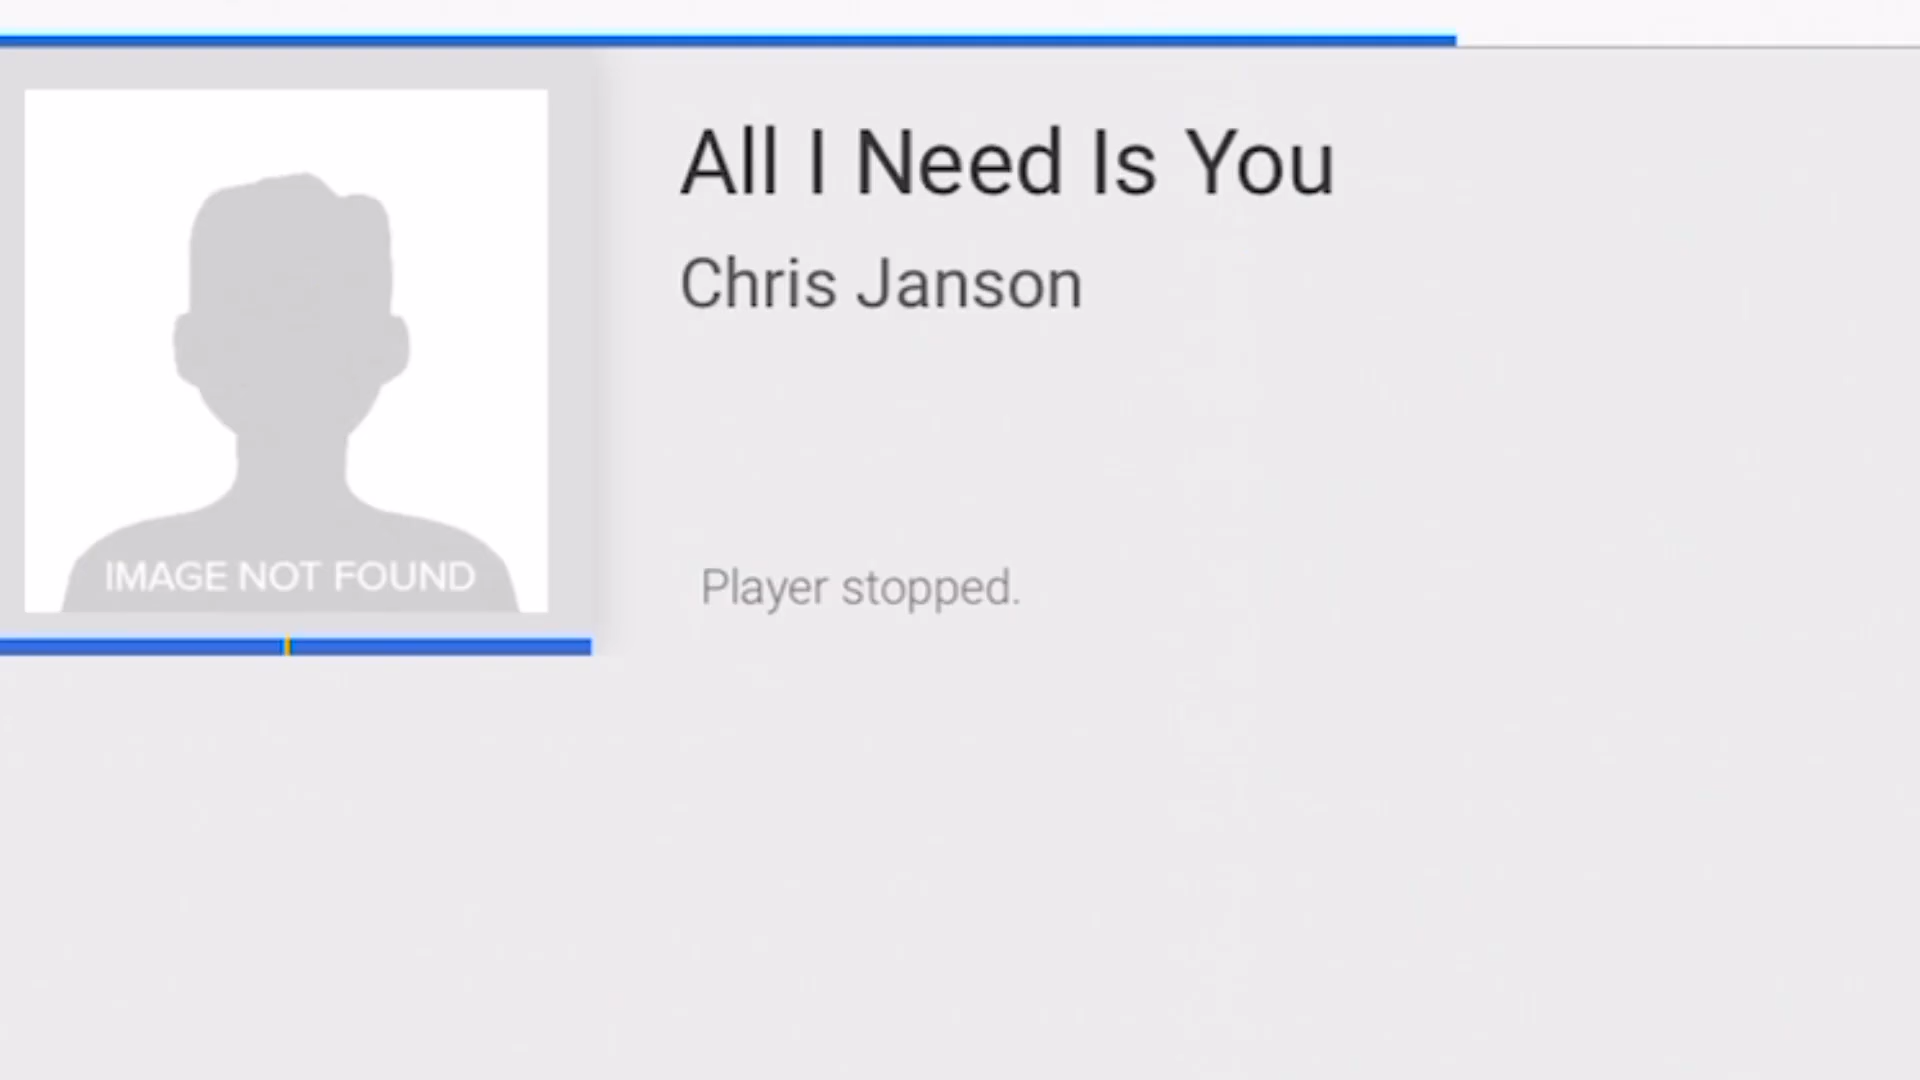 All I Need Is You
Chris Janson
IMAGE NOT FOUND
Player stopped.